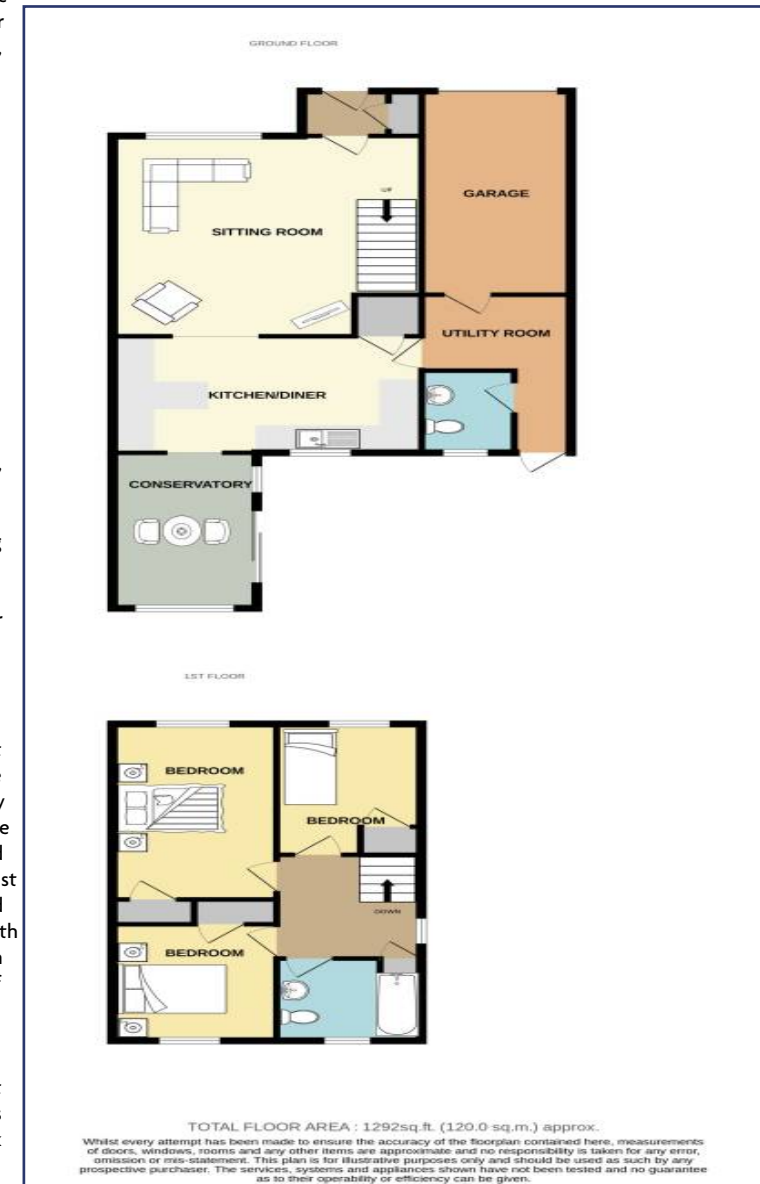 GROUND FLOOR
UP
GARAGE
SITTING ROOM
UTILITY ROOM
KITCHEN/DINER
CONSERVATORY
1ST FLOOR
BEDROOM
BEDROOM
DOWN
BEDROOM
TOTAL FLOOR AREA : 1292sq.ft. (120.0 sq.m.) approx.
Whilst every attempt has been made to ensure the accuracy of the floorplan contained here, measurements
of doors, windows, rooms and any other items are approximate and no responsibility is taken for any error,
omission or mis-statement. This plan is for illustrative purposes only and should be used as such by any
prospective purchaser. The services, systems and appliances shown have not been tested and no guarantee
as to their operability or efficiency can be given.